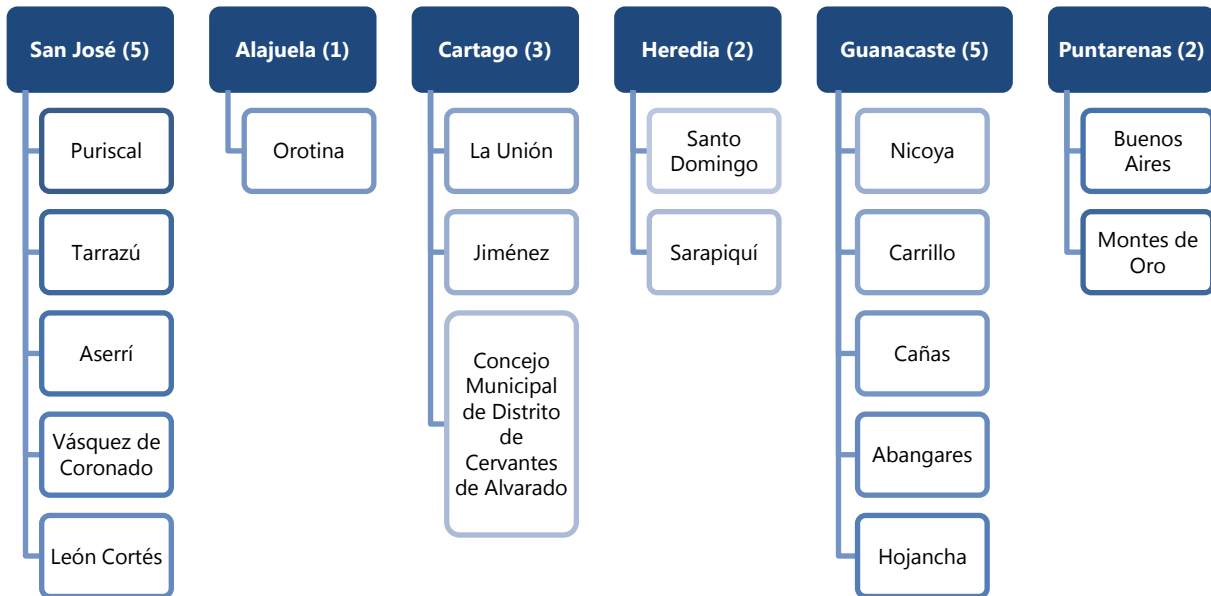 San José (5)
Puriscal
Tarrazú
Aserrí
Vásquez de
Coronado
León Cortés
Alajuela (1)
Orotina
Cartago (3)
La Unión
Jiménez
Concejo
Municipal
de Distrito
de
Cervantes
de Alvarado
Heredia (2)
Santo
Domingo
Sarapiquí
Guanacaste (5)
Nicoya
Carrillo
Cañas
Abangares
Hojancha
Puntarenas (2)
Buenos
Aires
Montes de
Oro